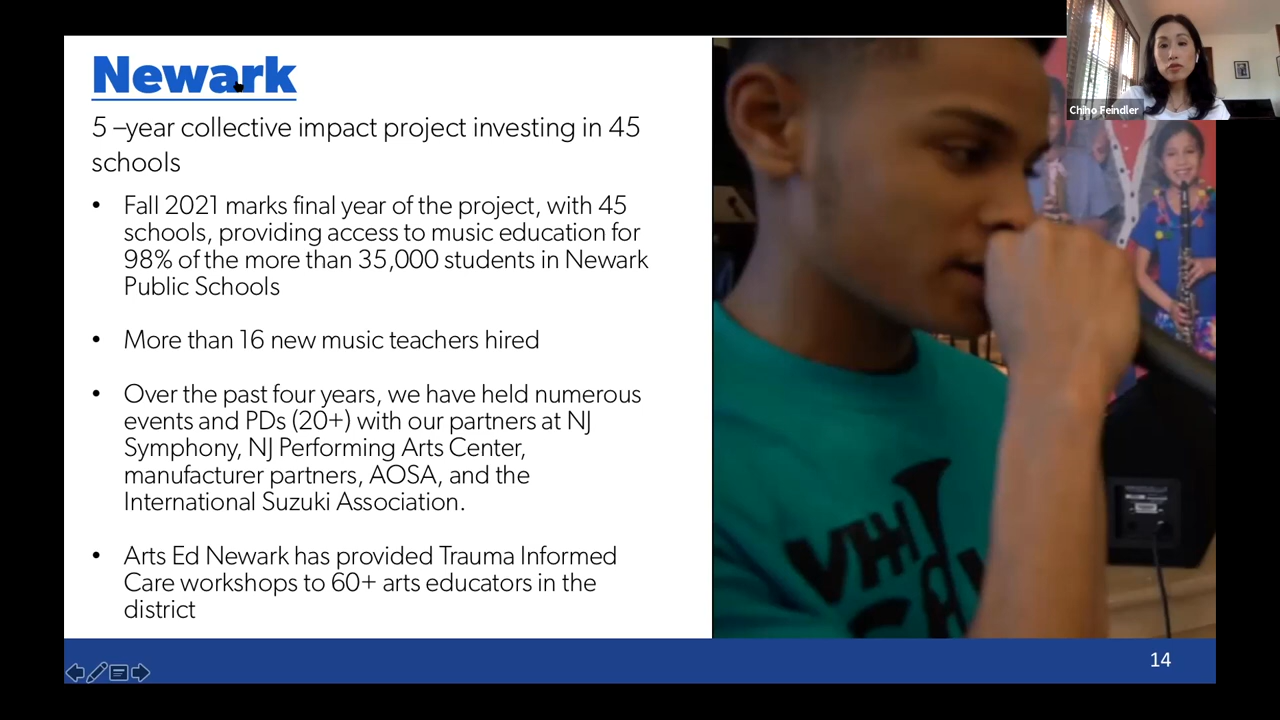 Newark
5 –year collective impact project investing in 45
schools
• Fall 2021 marks final year of the project, with 45
schools, providing access to music education for
98% of the more than 35,000 students in Newark
Public Schools
• More than 16 new music teachers hired
• Over the past four years, we have held numerous
events and PDs (20+) with our partners at NJ
Symphony, NJ Performing Arts Center,
manufacturer partners, AOSA, and the
International Suzuki Association.
• Arts Ed Newark has provided Trauma Informed
Care workshops to 60+ arts educators in the
district
Chiho Feindler
VH1
14